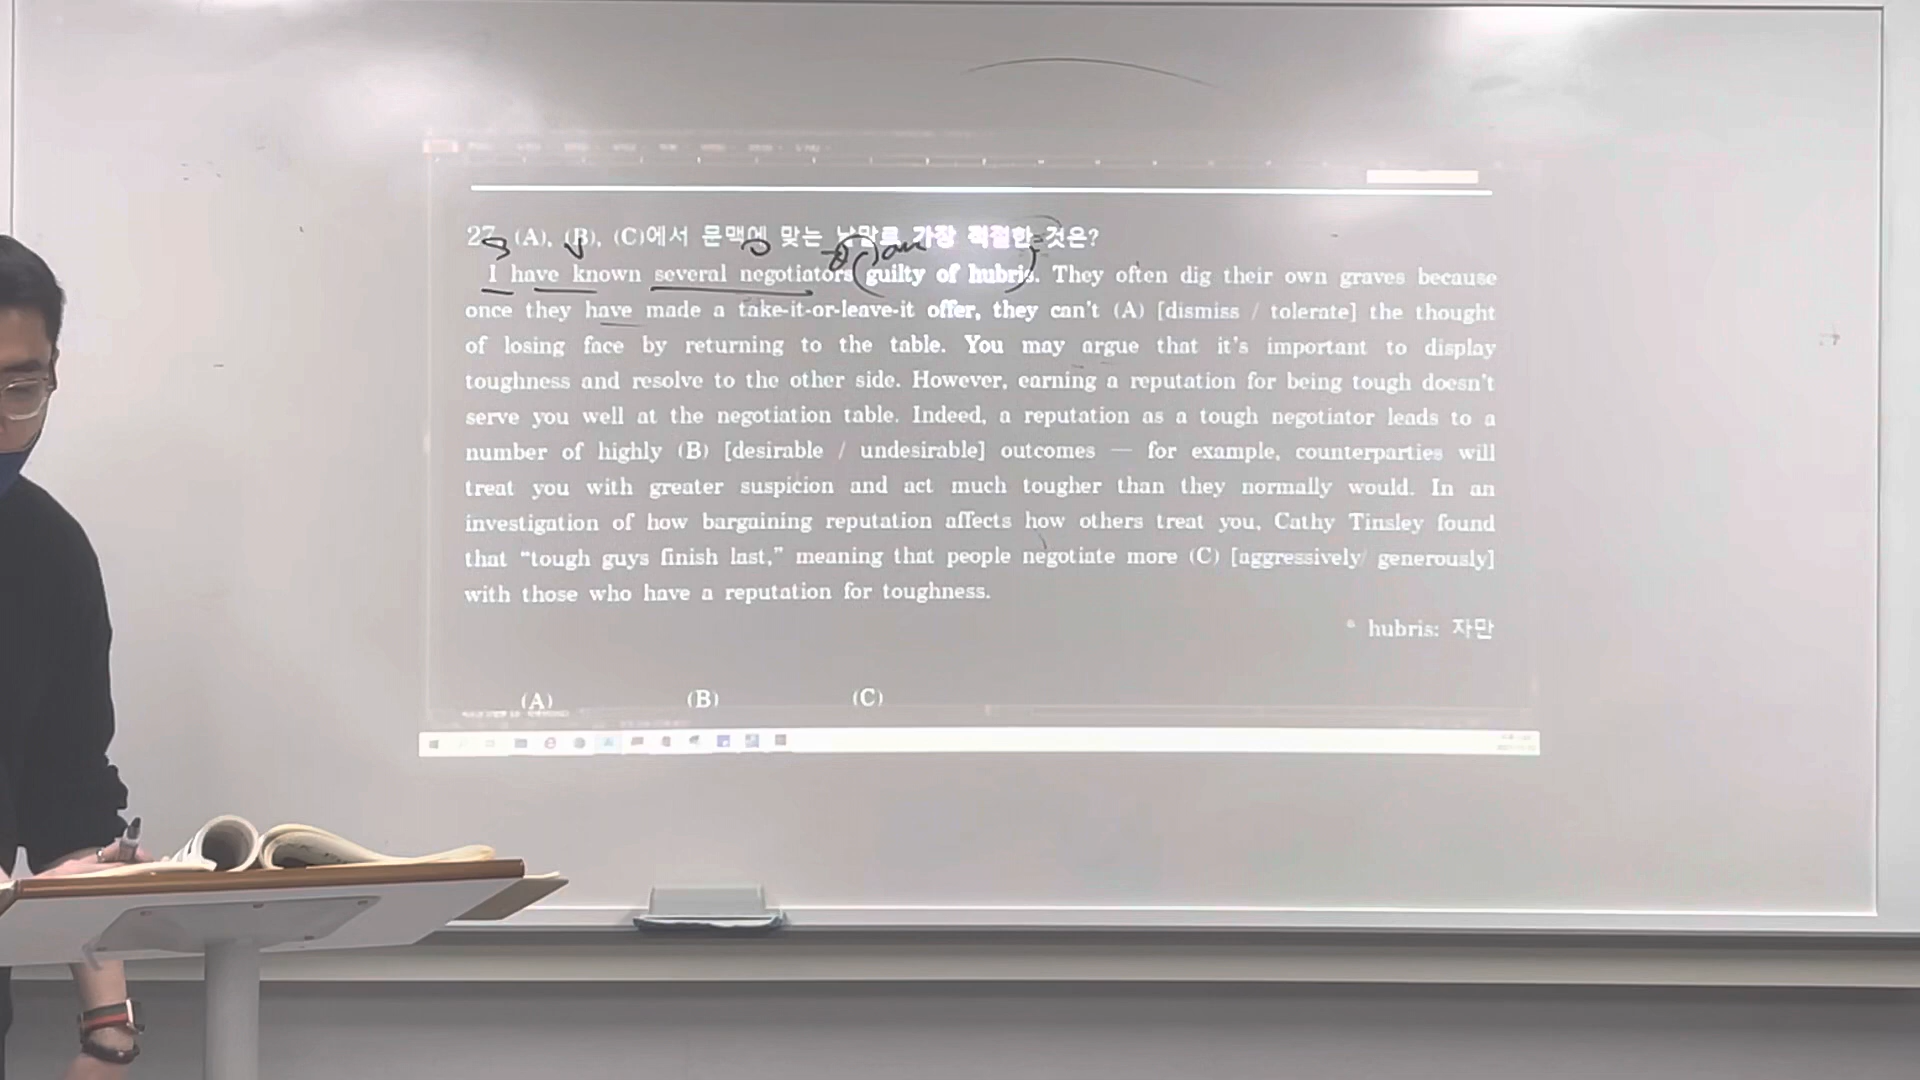 27. (A), (B), (C)에서 문맥에 맞는 낱말로 가장 적절한 것은?
S V O
I have known several negotiators guilty of hubris. They often dig their own graves because
once they have made a take-it-or-leave-it offer, they can't (A) [dismiss / tolerate] the thought
of losing face by returning to the table. You may argue that it's important to display
toughness and resolve to the other side. However, earning a reputation for being tough doesn't
serve you well at the negotiation table. Indeed, a reputation as a tough negotiator leads to a
number of highly (B) [desirable / undesirable] outcomes — for example, counterparties will
treat you with greater suspicion and act much tougher than they normally would. In an
investigation of how bargaining reputation affects how others treat you, Cathy Tinsley found
that “tough guys finish last,” meaning that people negotiate more (C) [aggressively/ generously]
with those who have a reputation for toughness.
* hubris: 자만
(A) (B) (C)